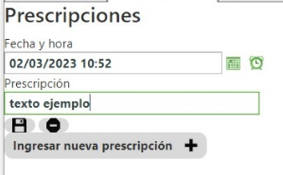 Prescripciones
Fecha y hora
02/03/2023 10:52
Prescripción
texto ejemplo
Ingresar nueva prescripción